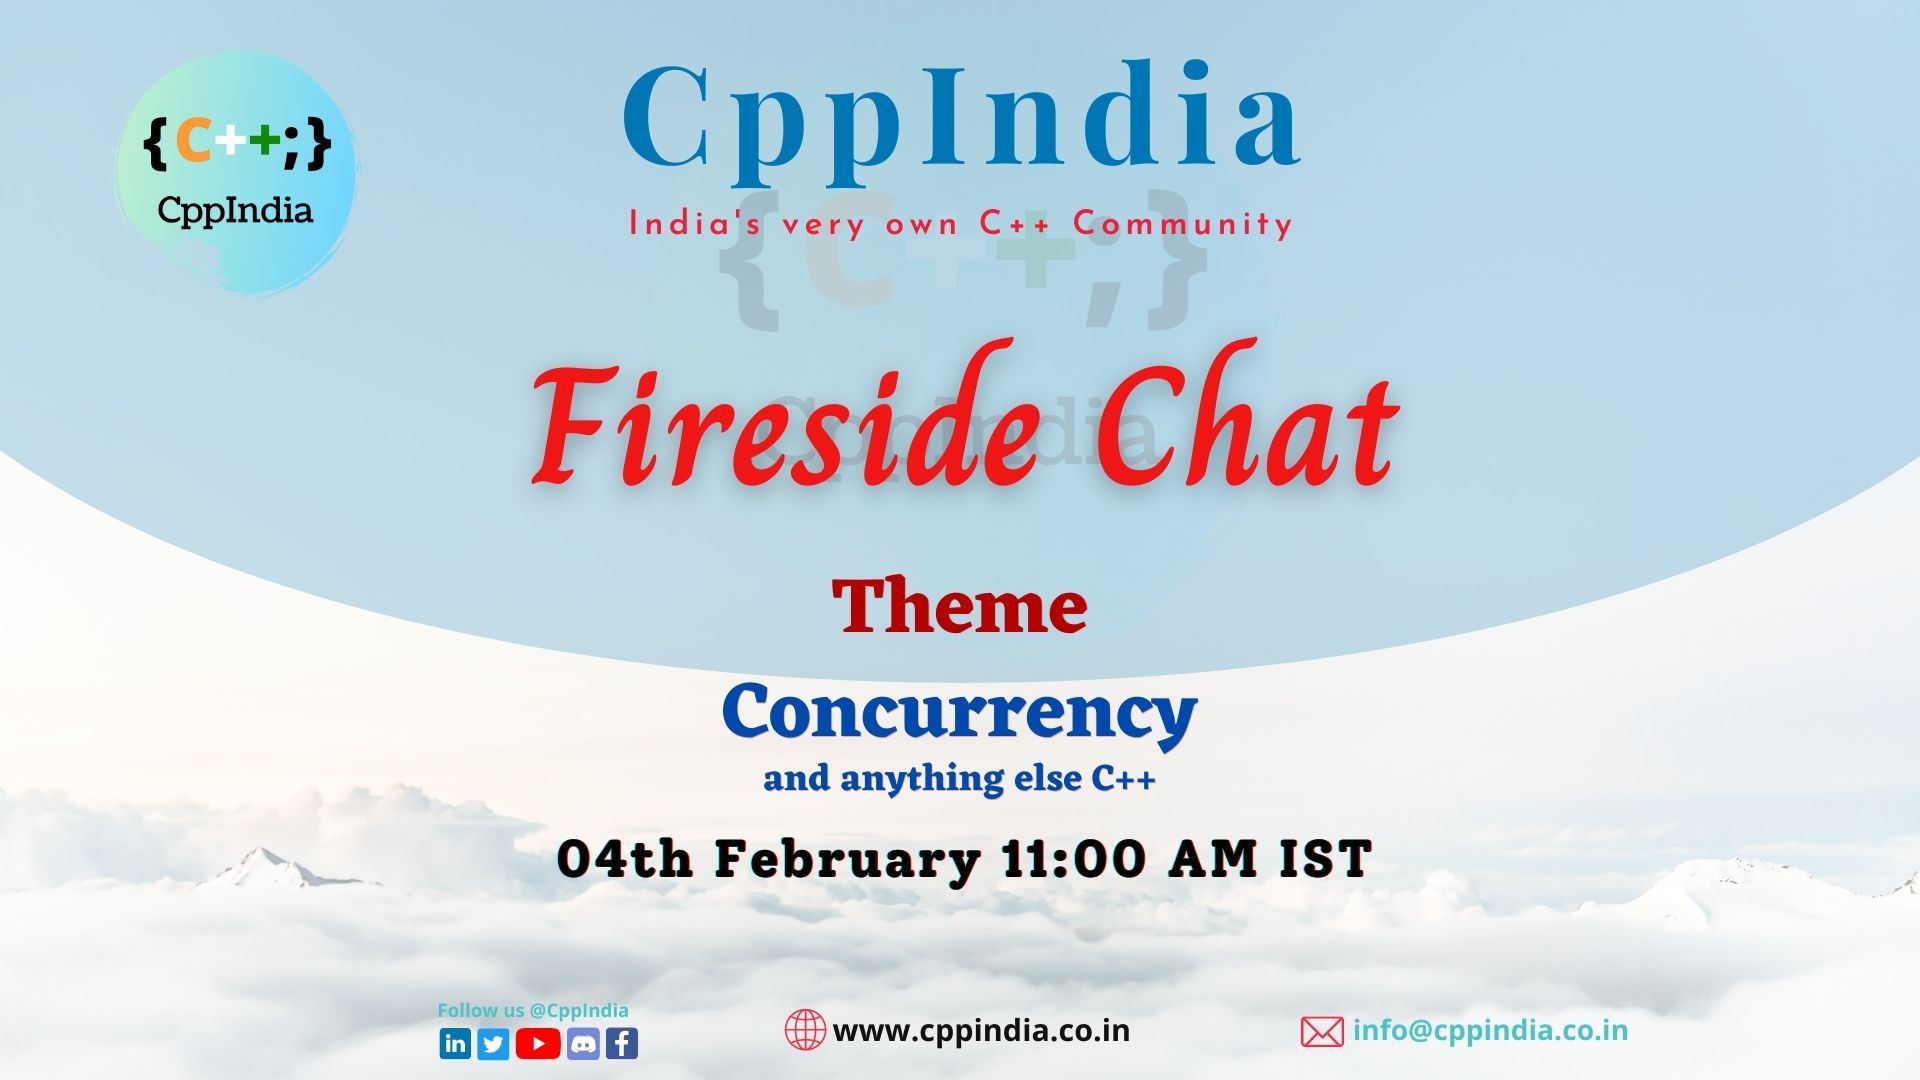 {C++;}
CppIndia
CppIndia
India's very own C++ Community
{C++;}
CppIndia
Fireside Chat
Theme
Concurrency
and anything else C++
04th February 11:00 AM IST
Follow us @CppIndia
www.cppindia.co.in
info@cppindia.co.in